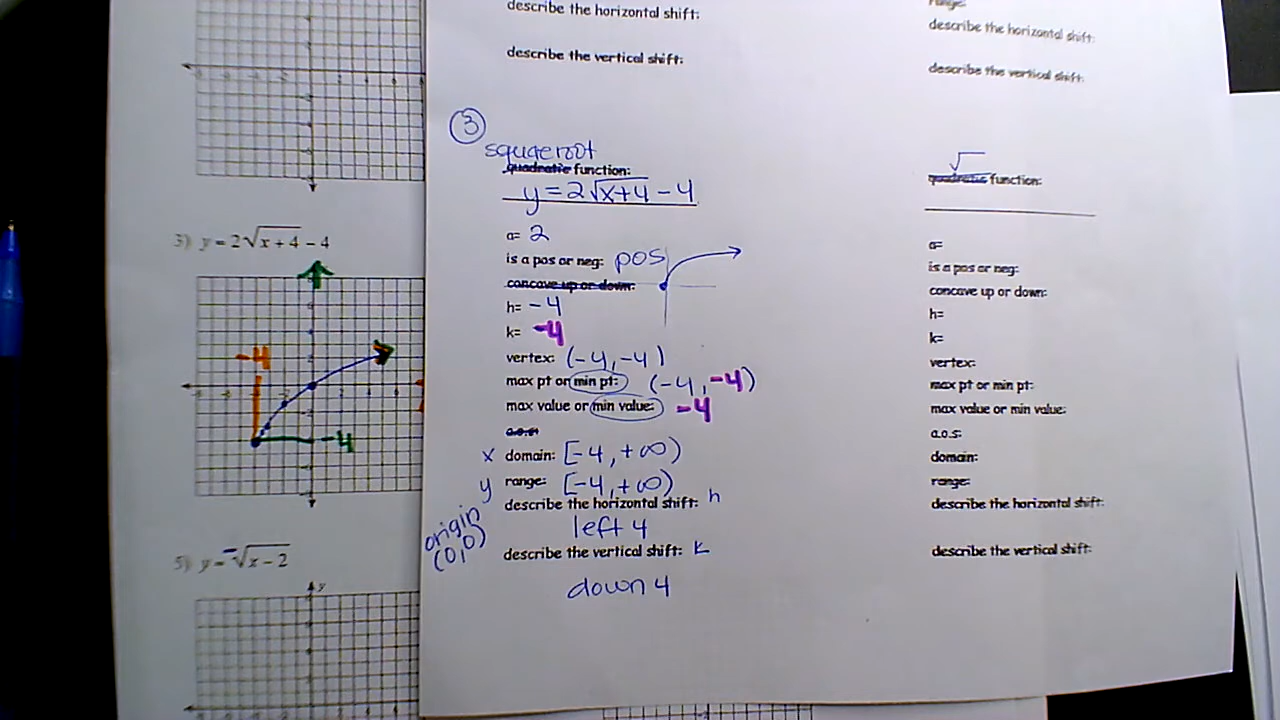 describe the horizontal shift:
describe the vertical shift:
range:
describe the horizontal shift:
describe the vertical shift:
3) y = 2√x + 4 - 4
-4
-4
5) y = -√x - 2
y
3
squareroot
quadratic function:
y = 2√x+4 - 4
a= 2
is a pos or neg: pos
concave up or down:
h= -4
k= -4
vertex: (-4, -4)
max pt or min pt: (-4, -4)
max value or min value: -4
a.o.s:
x domain: [-4, +∞)
y range: [-4, +∞)
origin
(0,0)
describe the horizontal shift: h
left 4
describe the vertical shift: k
down 4
√
quadratic function:
a=
is a pos or neg:
concave up or down:
h=
k=
vertex:
max pt or min pt:
max value or min value:
a.o.s:
domain:
range:
describe the horizontal shift:
describe the vertical shift: